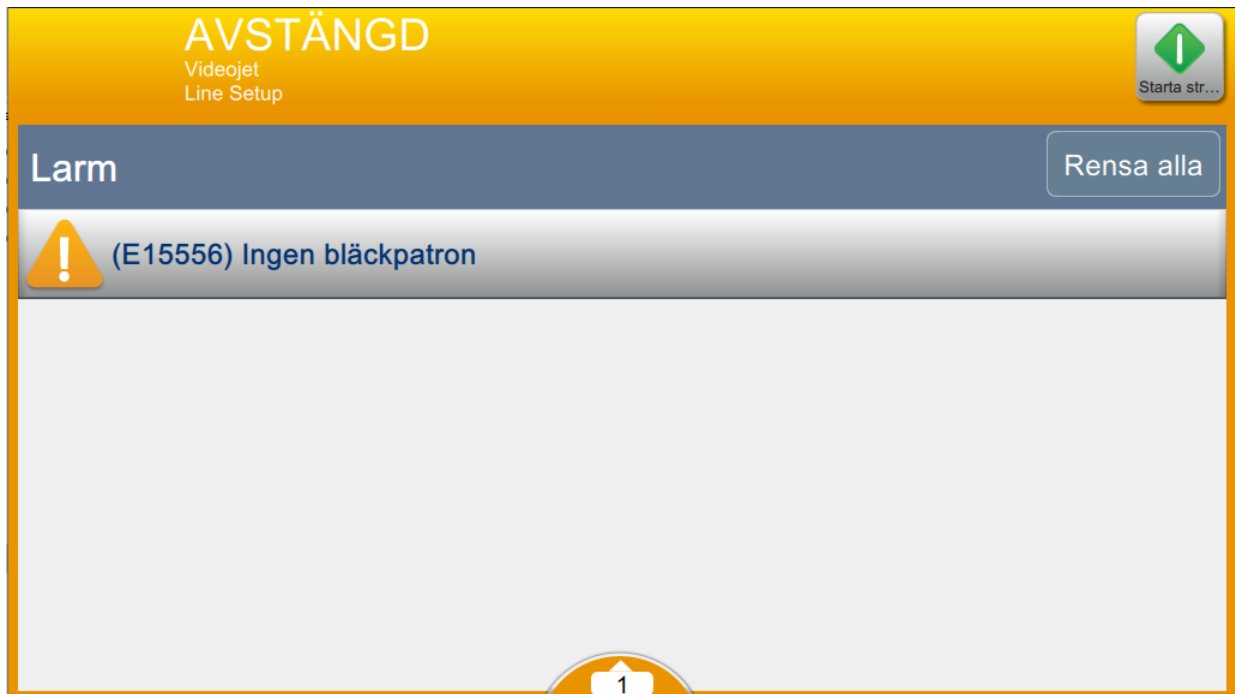 AVSTÄNGD
Videojet
Line Setup
Starta str...
Larm
Rensa alla
(E15556) Ingen bläckpatron
1